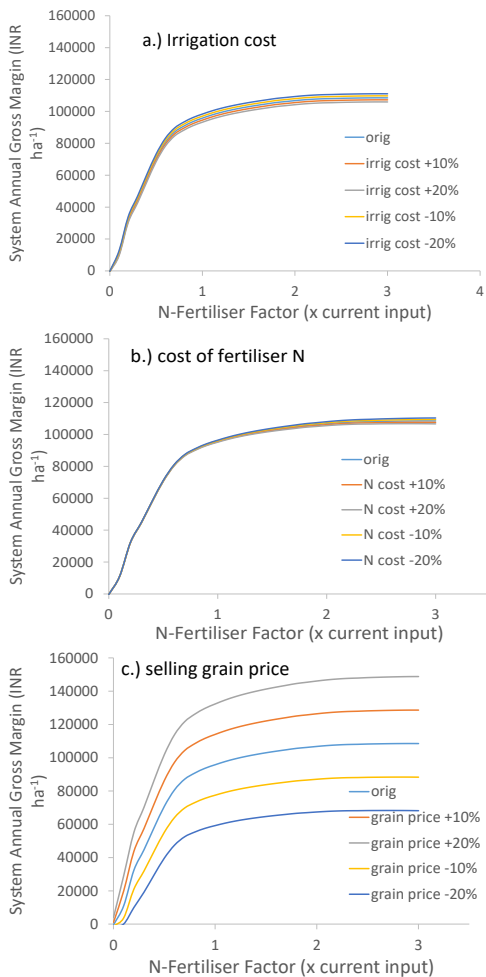 a.) Irrigation cost
System Annual Gross Margin (INR
ha-1)
160000
140000
120000
100000
80000
60000
40000
20000
0
orig
irrig cost +10%
irrig cost +20%
irrig cost -10%
irrig cost -20%
0 1 2 3 4
N-Fertiliser Factor (x current input)
b.) cost of fertiliser N
System Annual Gross Margin (INR
ha-1)
160000
140000
120000
100000
80000
60000
40000
20000
0
orig
N cost +10%
N cost +20%
N cost -10%
N cost -20%
0 1 2 3
N-Fertiliser Factor (x current input)
c.) selling grain price
System Annual Gross Margin (INR
ha-1)
160000
140000
120000
100000
80000
60000
40000
20000
0
orig
grain price +10%
grain price +20%
grain price -10%
grain price -20%
0 1 2 3
N-Fertiliser Factor (x current input)